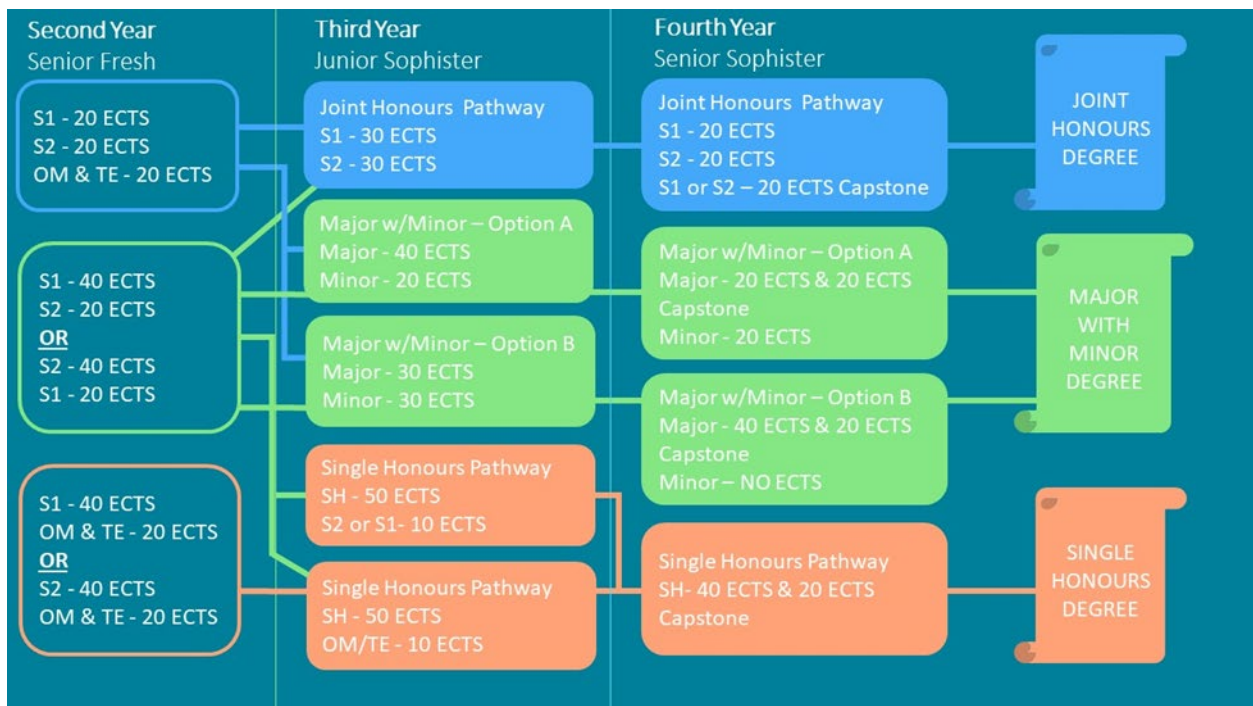 Second Year
Senior Fresh
S1 - 20 ECTS
S2 - 20 ECTS
OM & TE - 20 ECTS
S1 - 40 ECTS
S2 - 20 ECTS
OR
S2 - 40 ECTS
S1 - 20 ECTS
S1 - 40 ECTS
OM & TE - 20 ECTS
OR
S2 - 40 ECTS
OM & TE - 20 ECTS
Third Year
Junior Sophister
Joint Honours Pathway
S1 - 30 ECTS
S2 - 30 ECTS
Major w/Minor – Option A
Major - 40 ECTS
Minor - 20 ECTS
Major w/Minor – Option B
Major - 30 ECTS
Minor - 30 ECTS
Single Honours Pathway
SH - 50 ECTS
S2 or S1- 10 ECTS
Single Honours Pathway
SH - 50 ECTS
OM/TE - 10 ECTS
Fourth Year
Senior Sophister
Joint Honours Pathway
S1 - 20 ECTS
S2 - 20 ECTS
S1 or S2 – 20 ECTS Capstone
Major w/Minor – Option A
Major - 20 ECTS & 20 ECTS
Capstone
Minor - 20 ECTS
Major w/Minor – Option B
Major - 40 ECTS & 20 ECTS
Capstone
Minor – NO ECTS
Single Honours Pathway
SH- 40 ECTS & 20 ECTS
Capstone
JOINT
HONOURS
DEGREE
MAJOR
WITH
MINOR
DEGREE
SINGLE
HONOURS
DEGREE